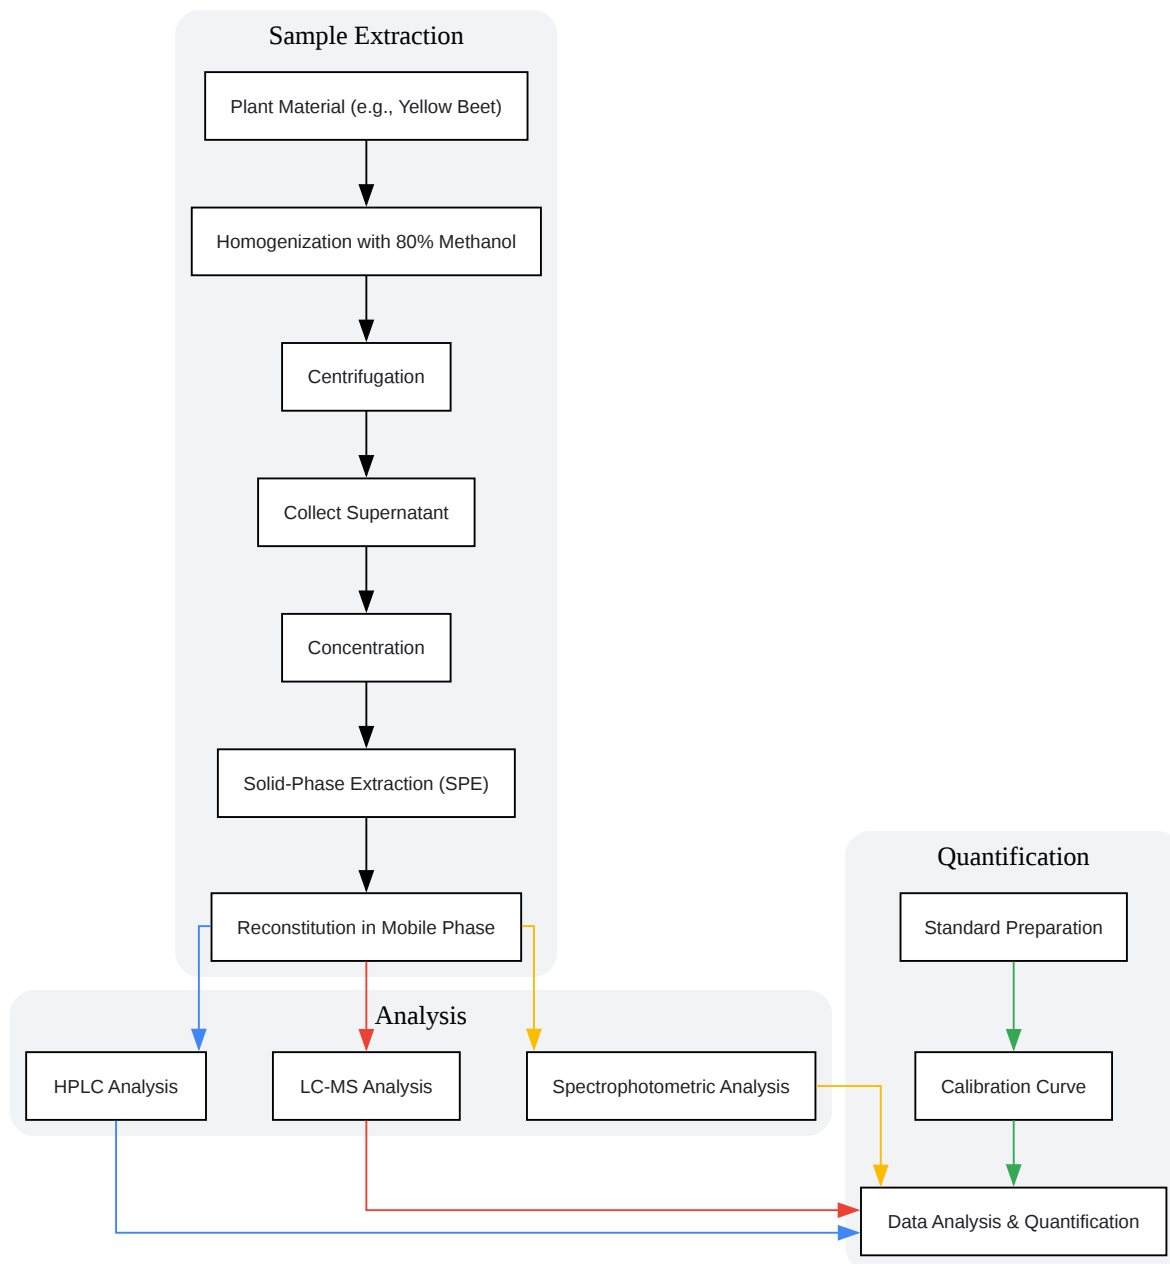 Sample Extraction
Plant Material (e.g., Yellow Beet)
Homogenization with 80% Methanol
Centrifugation
Collect Supernatant
Concentration
Solid-Phase Extraction (SPE)
Reconstitution in Mobile Phase
Analysis
HPLC Analysis
LC-MS Analysis
Spectrophotometric Analysis
Quantification
Standard Preparation
Calibration Curve
Data Analysis & Quantification